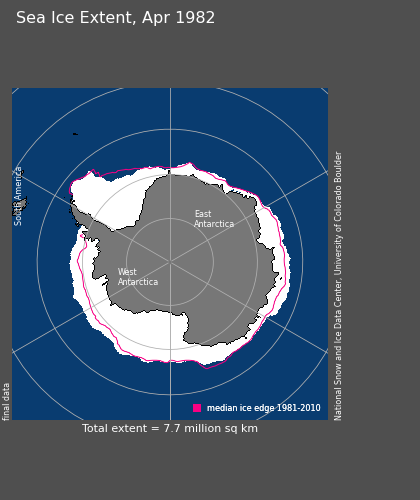 Sea Ice Extent, Apr 1982
South America
East
Antarctica
West
Antarctica
National Snow and Ice Data Center, University of Colorado Boulder
final data
median ice edge 1981-2010
Total extent = 7.7 million sq km